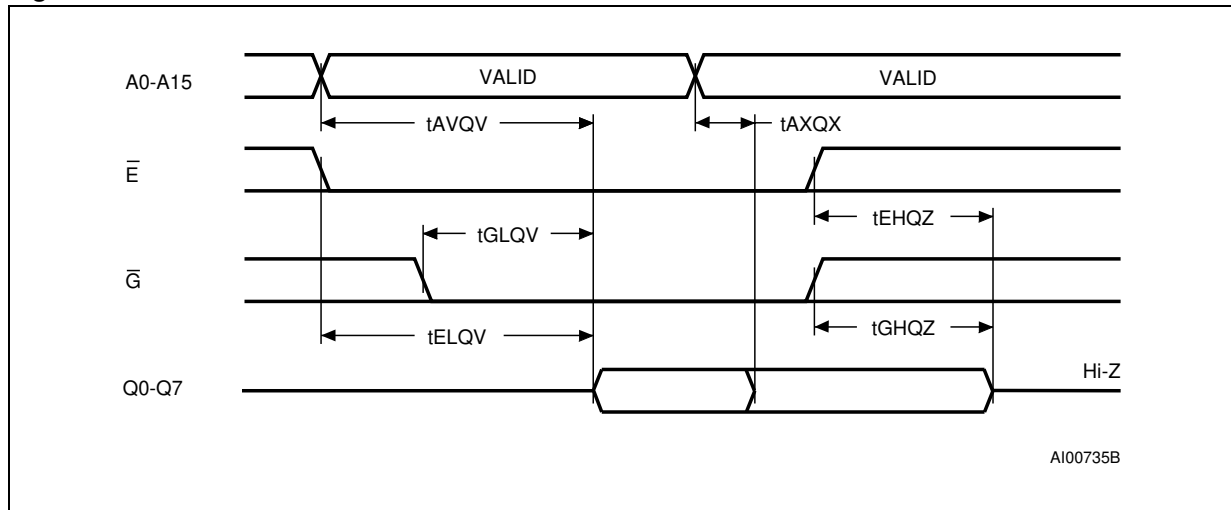 A0-A15
VALID
VALID
tAVQV
tAXQX
E̅
tEHQZ
tGLQV
G̅
tGHQZ
tELQV
Hi-Z
Q0-Q7
AI00735B